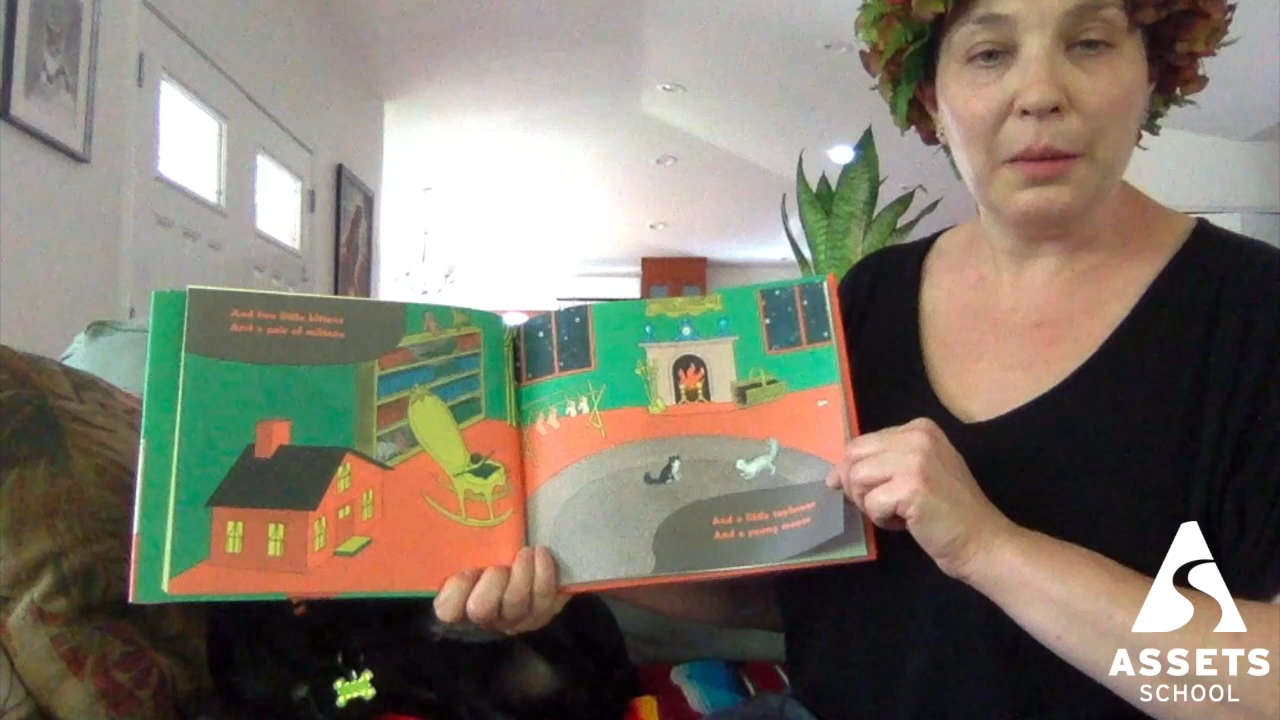 And two little kittens
And a pair of mittens
And a little toyhouse
And a young mouse
ASSETS
SCHOOL